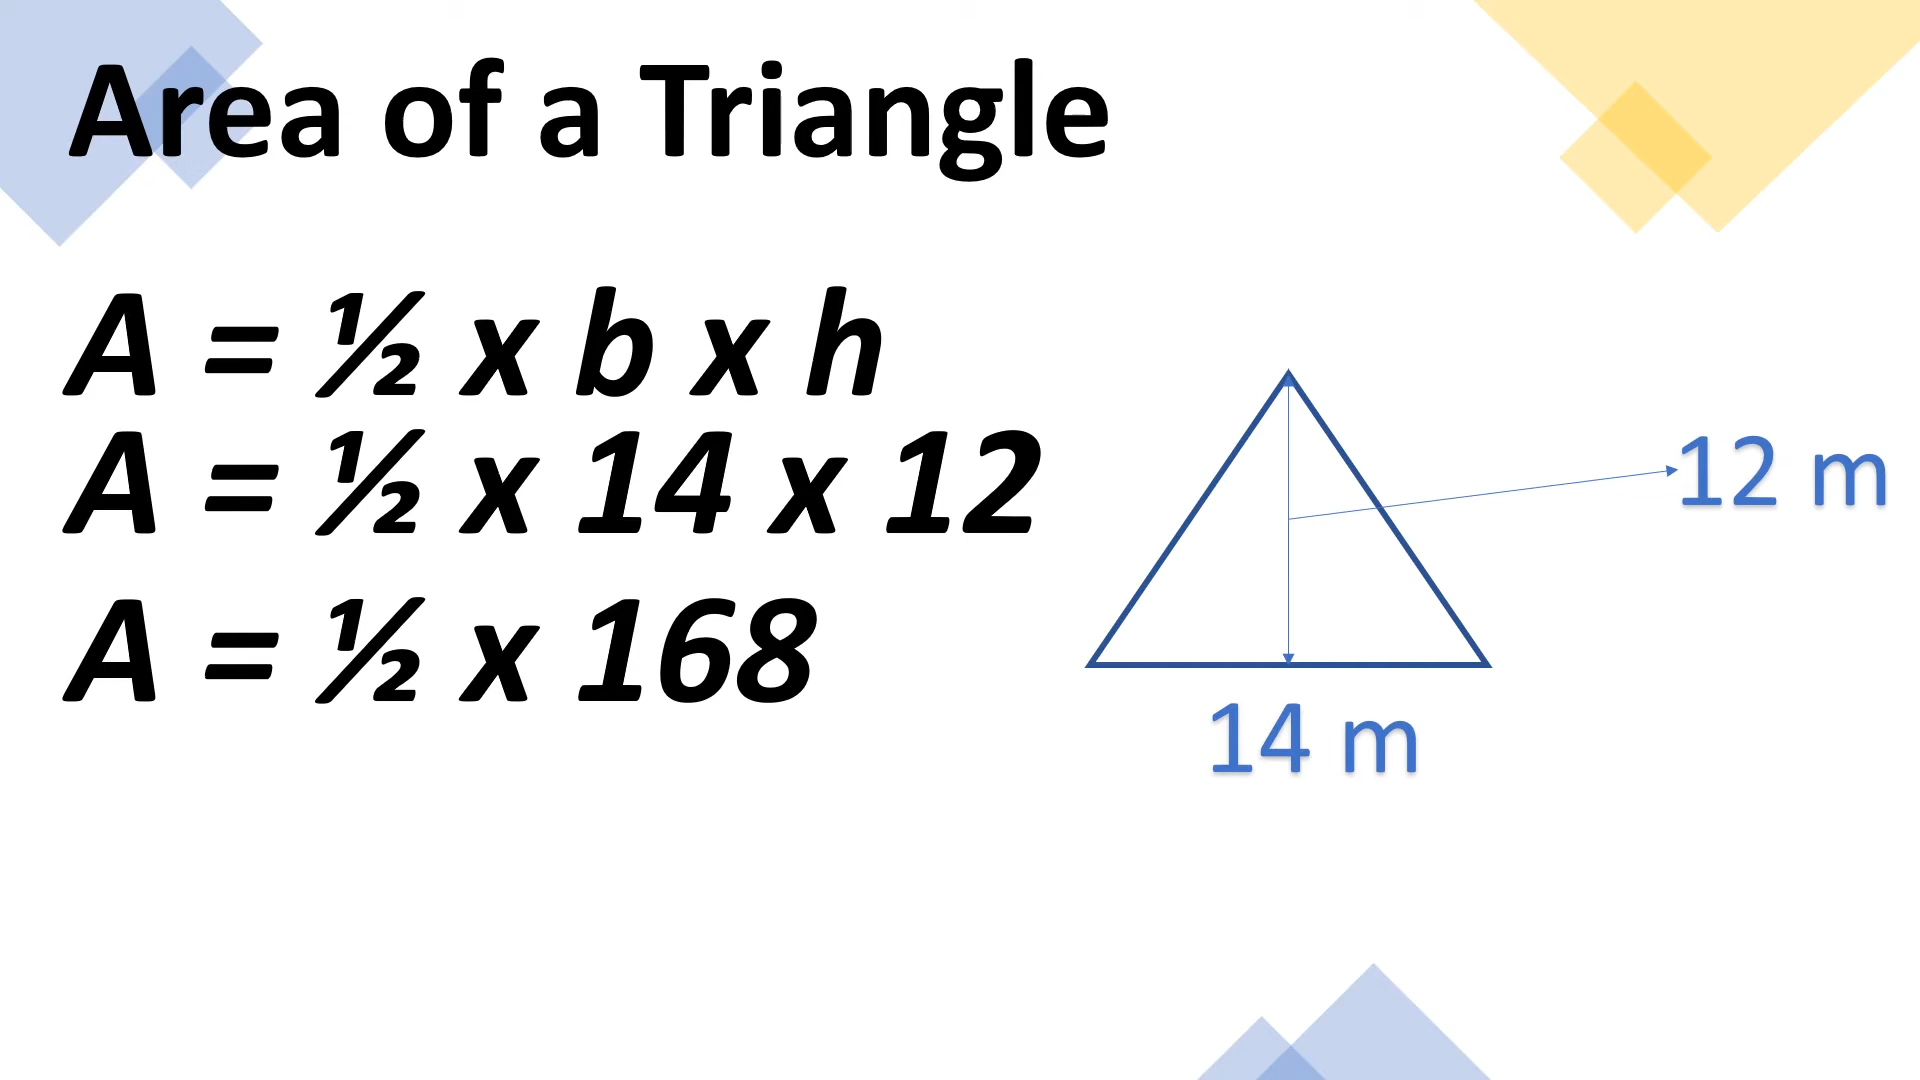 Area of a Triangle
A = ½ x b x h
A = ½ x 14 x 12
A = ½ x 168
12 m
14 m